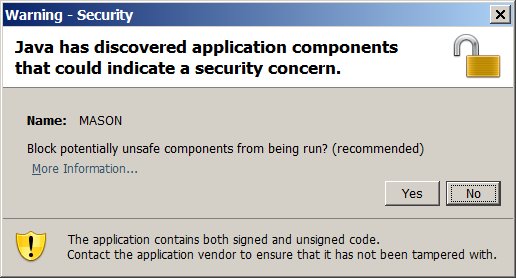 Warning - Security
Java has discovered application components
that could indicate a security concern.
Name: MASON
Block potentially unsafe components from being run? (recommended)
More Information...
Yes No
The application contains both signed and unsigned code.
Contact the application vendor to ensure that it has not been tampered with.